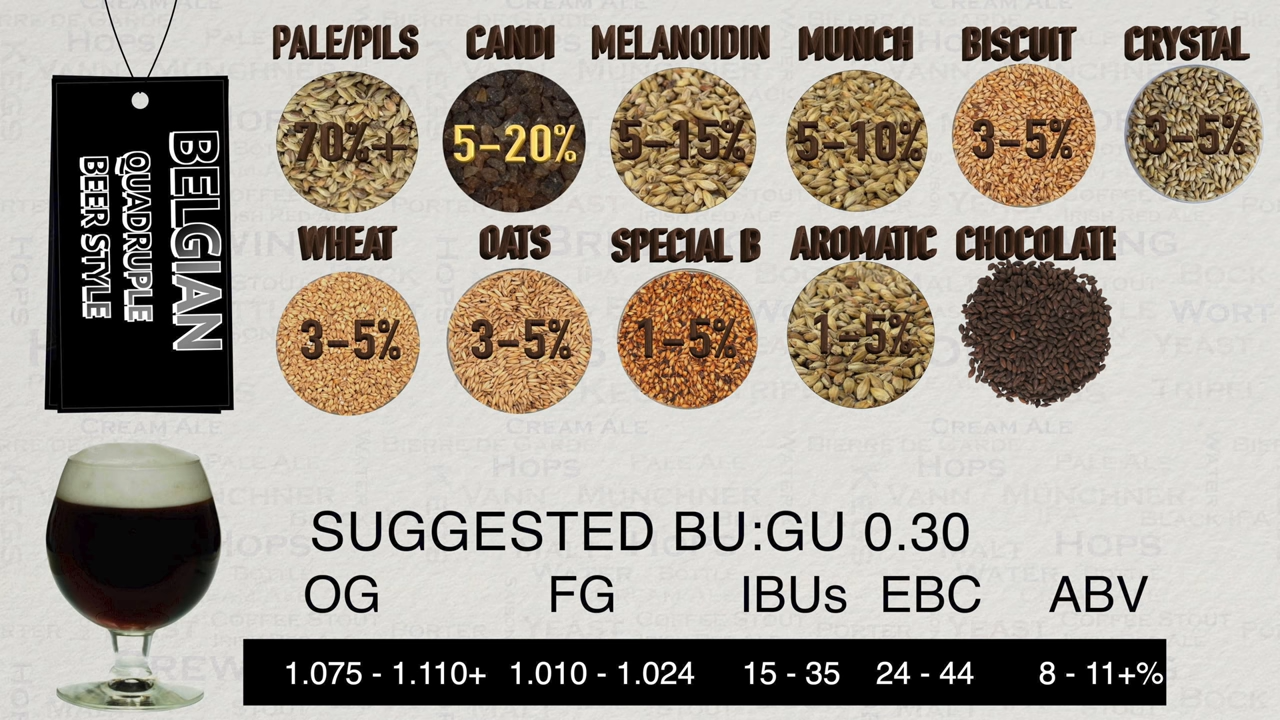 BELGIAN
QUADRUPLE
BEER STYLE
PALE/PILS CANDI MELANOIDIN MUNICH BISCUIT CRYSTAL
70%+ 5-20% 5-15% 5-10% 3-5% 3-5%
WHEAT OATS SPECIAL B AROMATIC CHOCOLATE
3-5% 3-5% 1-5% 1-5%
SUGGESTED BU:GU 0.30
OG FG IBUs EBC ABV
1.075 - 1.110+ 1.010 - 1.024 15 - 35 24 - 44 8 - 11+%